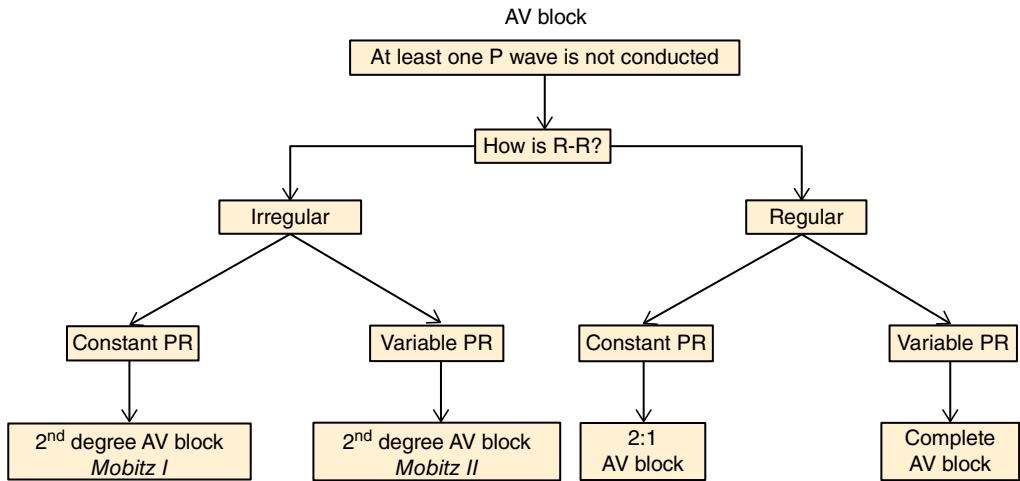 AV block
At least one P wave is not conducted
How is R-R?
Irregular
Regular
Constant PR
Variable PR
Constant PR
Variable PR
2nd degree AV block
Mobitz I
2nd degree AV block
Mobitz II
2:1
AV block
Complete
AV block